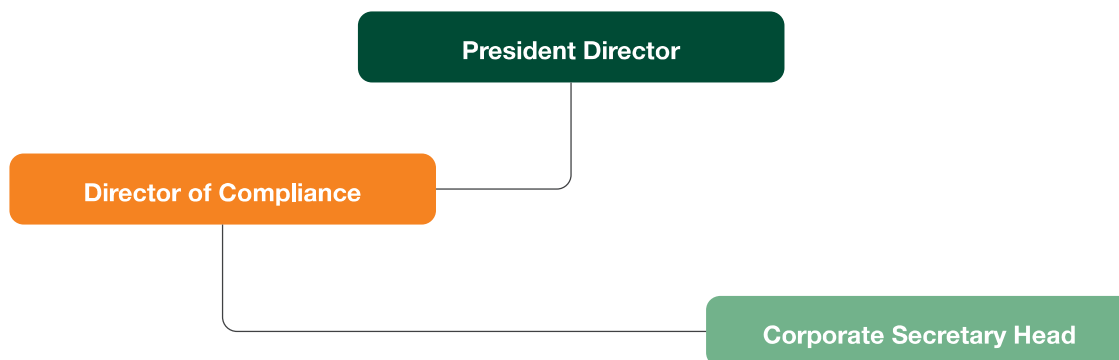 President Director
Director of Compliance
Corporate Secretary Head